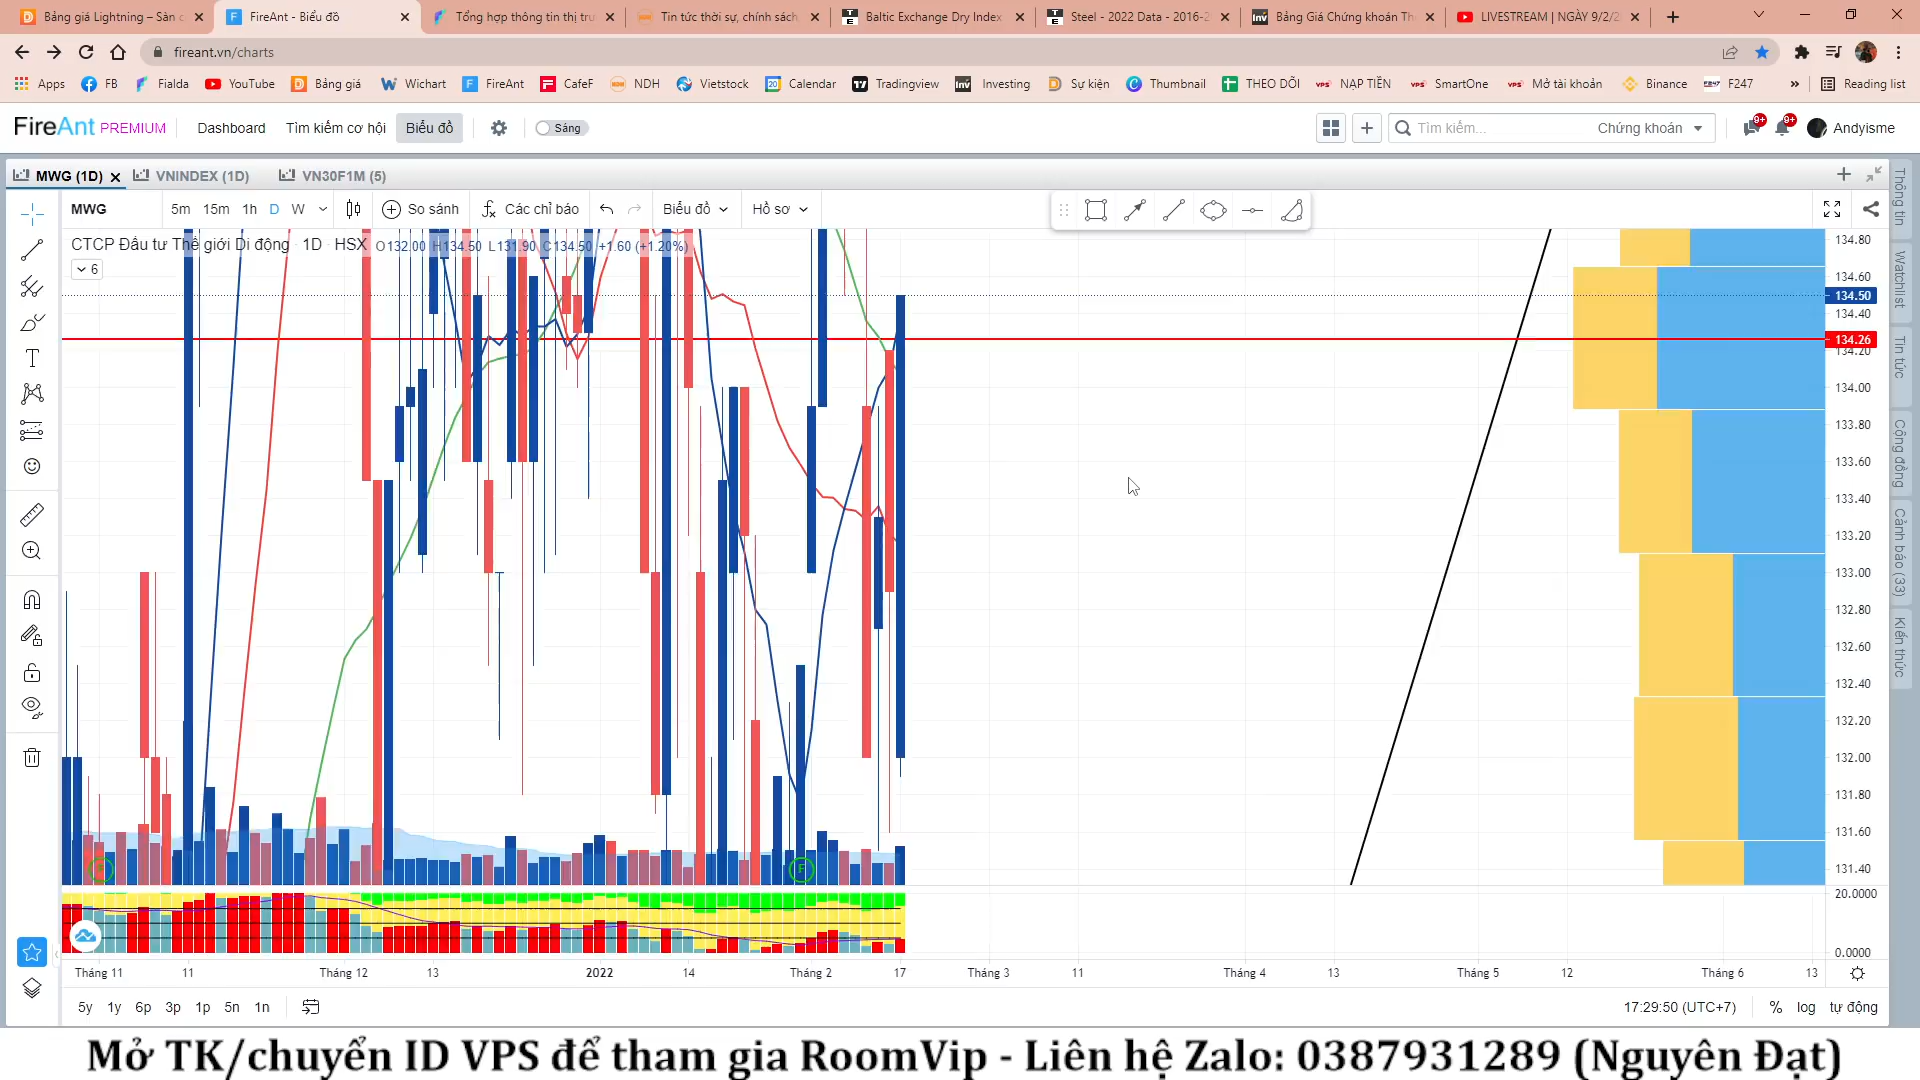 Bảng giá Lightning – Sàn c
FireAnt - Biểu đồ
Tổng hợp thông tin thị trư
Tin tức thời sự, chính sách,
Baltic Exchange Dry Index
Steel - 2022 Data - 2016-2
Bảng Giá Chứng khoán Th
LIVESTREAM | NGÀY 9/2/2
fireant.vn/charts
Apps FB Fialda YouTube Bảng giá Wichart FireAnt CafeF NDH Vietstock Calendar Tradingview Investing Sự kiện Thumbnail THEO DÕI NẠP TIỀN SmartOne Mở tài khoản Binance F247 » Reading list
FireAnt PREMIUM Dashboard Tìm kiếm cơ hội Biểu đồ Sáng Tìm kiếm... Chứng khoán 9+ 9+ Andyisme
MWG (1D) VNINDEX (1D) VN30F1M (5)
MWG 5m 15m 1h D W So sánh Các chỉ báo Biểu đồ Hồ sơ
CTCP Đầu tư Thế giới Di động 1D HSX O132.00 H134.50 L131.90 C134.50 +1.60 (+1.20%)
6
134.80
134.60
134.50
134.40
134.26
134.20
134.00
133.80
133.60
133.40
133.20
133.00
132.80
132.60
132.40
132.20
132.00
131.80
131.60
131.40
20.0000
0.0000
Thông tin
Watchlist
Tin tức
Cộng đồng
Cảnh báo (33)
Kiến thức
F
Tháng 11 11 Tháng 12 13 2022 14 Tháng 2 17 Tháng 3 11 Tháng 4 13 Tháng 5 12 Tháng 6 13
5y 1y 6p 3p 1p 5n 1n 17:29:50 (UTC+7) % log tự động
Mở TK/chuyển ID VPS để tham gia RoomVip - Liên hệ Zalo: 0387931289 (Nguyên Đạt)